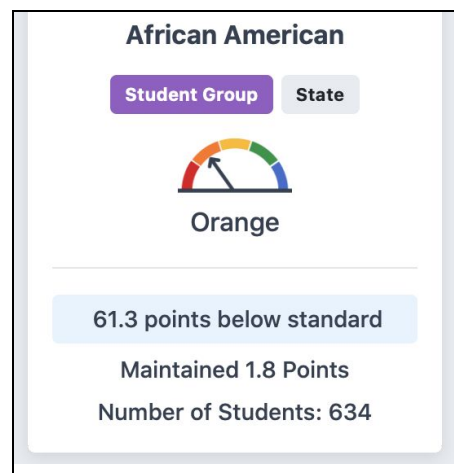 African American
Student Group State
Orange
61.3 points below standard
Maintained 1.8 Points
Number of Students: 634